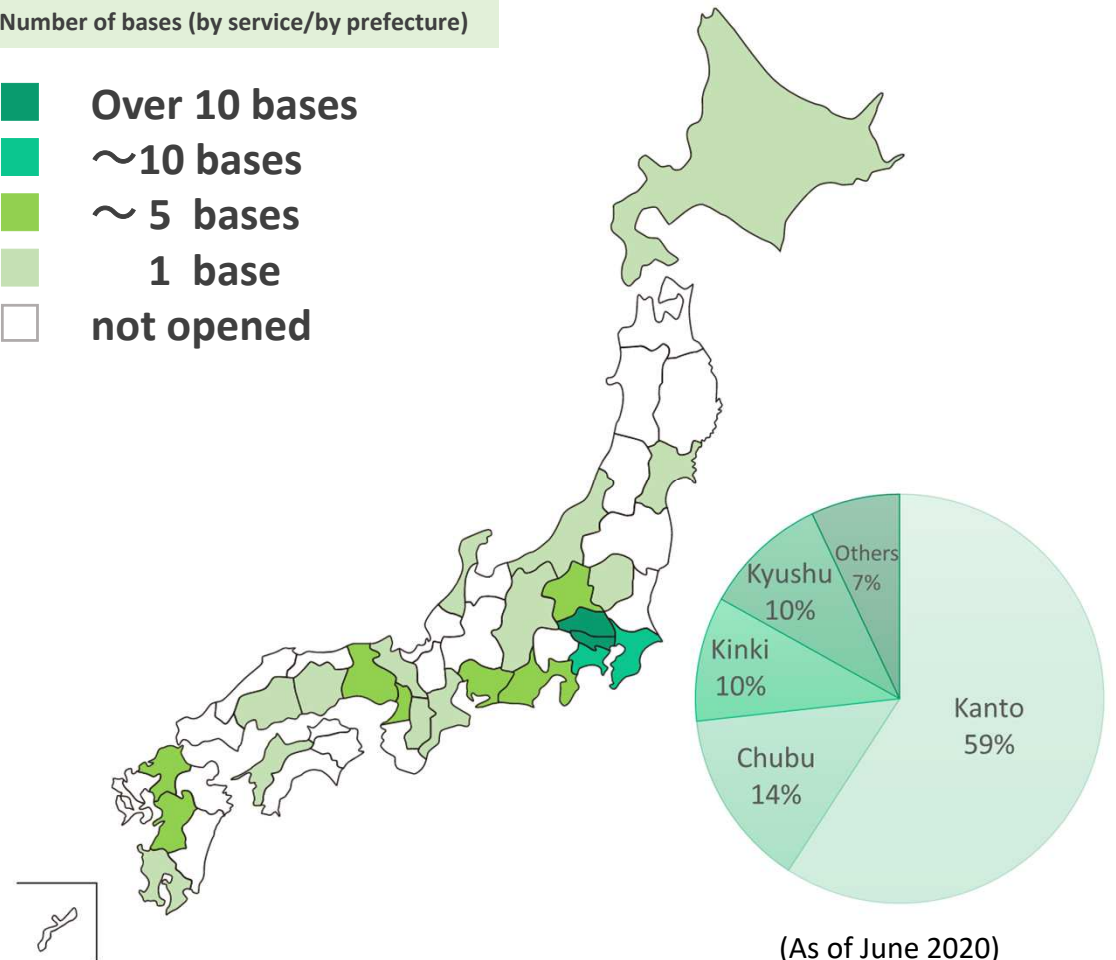 Number of bases (by service/by prefecture)
Over 10 bases
～10 bases
～ 5 bases
1 base
not opened
Others
7%
Kyushu
10%
Kinki
10%
Chubu
14%
Kanto
59%
(As of June 2020)